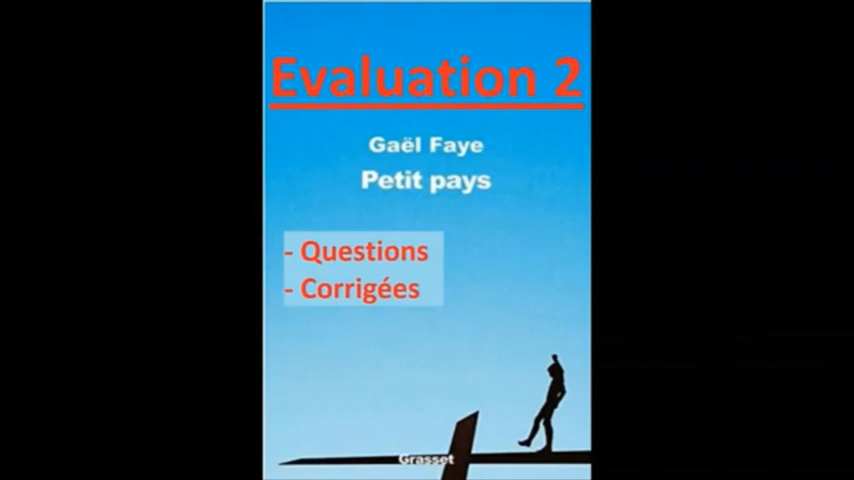 Evaluation 2
Gaël Faye
Petit pays
- Questions
- Corrigées
Grasset